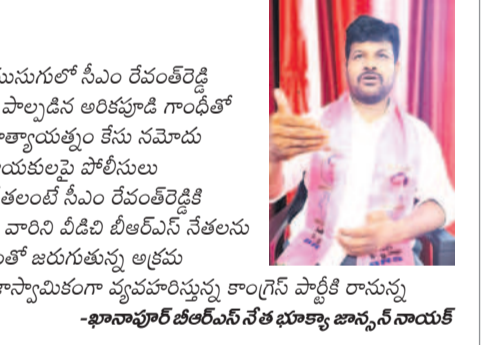 ముసుగులో సీఎం రేవంత్‌రెడ్డి
పాల్పడిన అరికపూడి గాంధీతో
హత్యాయత్నం కేసు నమోదు
నాయకులపై పోలీసులు
నేతలంటే సీఎం రేవంత్‌రెడ్డికి
వారిని వీడిచి బీఆర్ఎస్ నేతలను
జరుగుతున్న అక్రమ
వ్యవహరిస్తున్న కాంగ్రెస్ పార్టీకి రానున్న
-ఖానాపూర్ బీఆర్ఎస్ నేత భూక్యా జాన్సన్ నాయక్